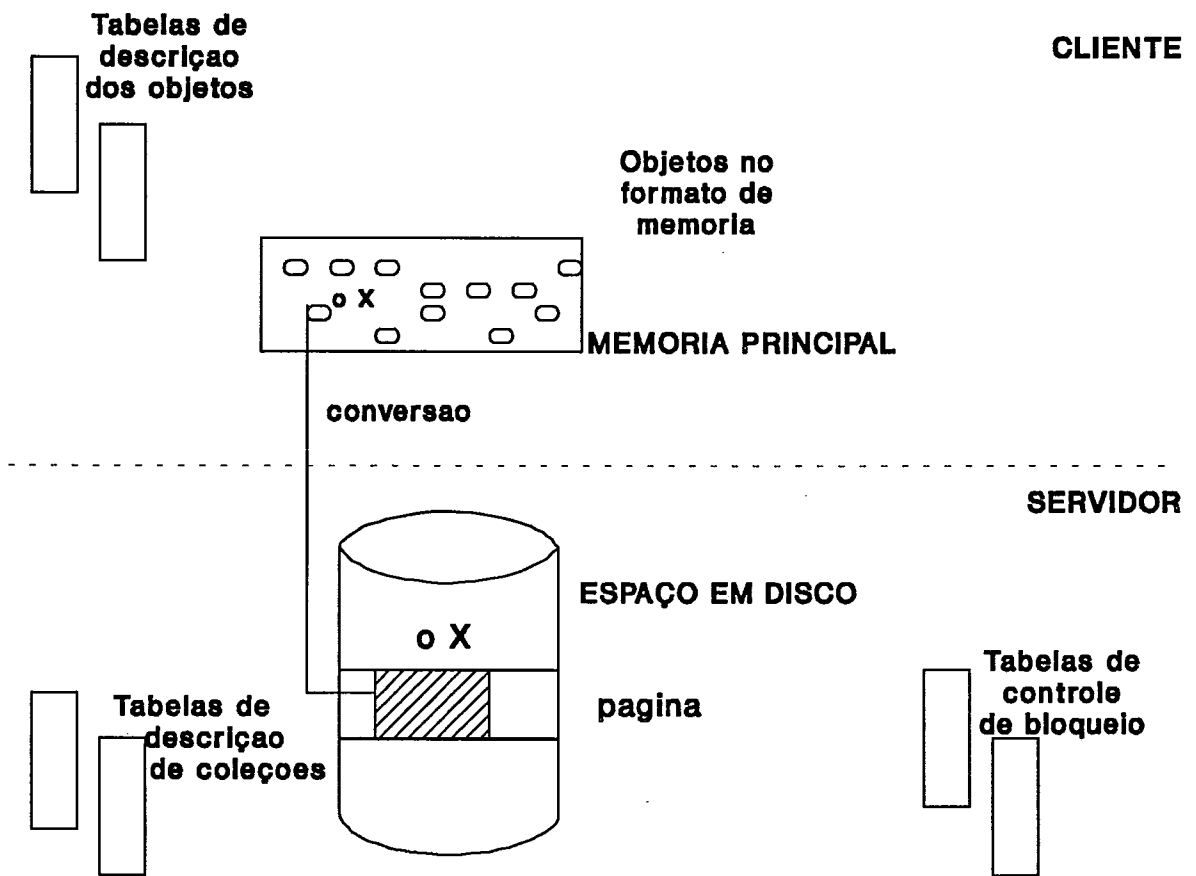 Tabelas de
descriçao
dos objetos
CLIENTE
Objetos no
formato de
memoria
o X
MEMORIA PRINCIPAL
conversao
SERVIDOR
ESPAÇO EM DISCO
o X
pagina
Tabelas de
descriçao
de coleçoes
Tabelas de
controle
de bloqueio